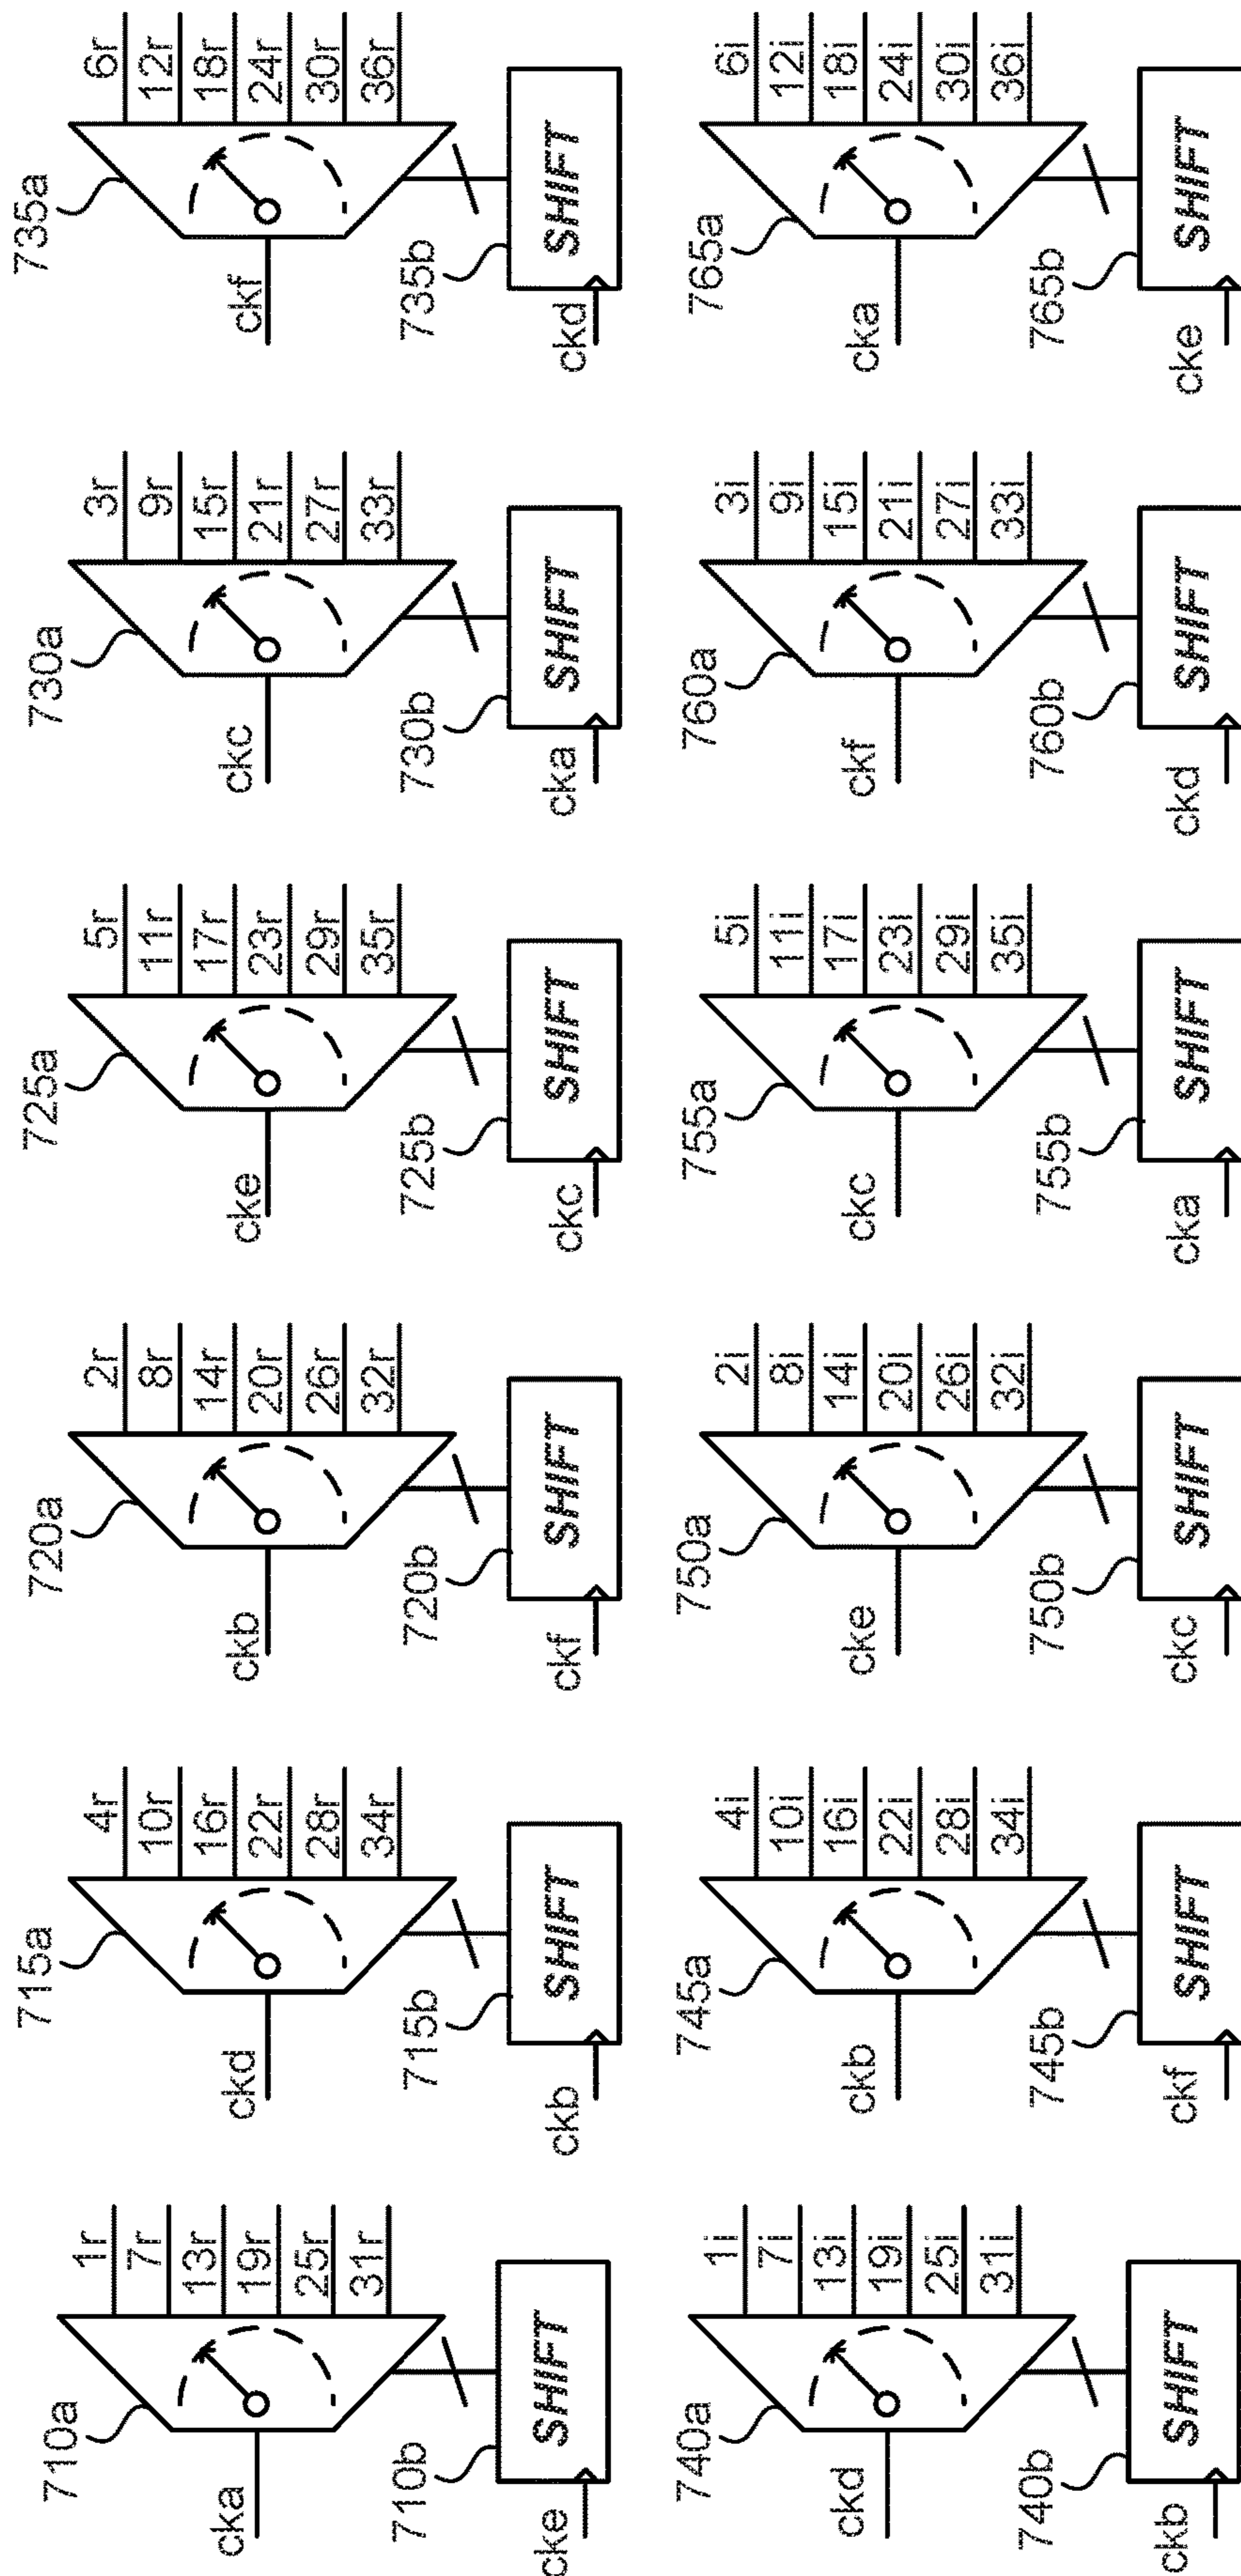 710a
cka
1r
7r
13r
19r
25r
31r
710b
SHIFT
cke
715a
ckd
4r
10r
16r
22r
28r
34r
715b
SHIFT
ckb
720a
ckb
2r
8r
14r
20r
26r
32r
720b
SHIFT
ckf
725a
cke
5r
11r
17r
23r
29r
35r
725b
SHIFT
ckc
730a
ckc
3r
9r
15r
21r
27r
33r
730b
SHIFT
cka
735a
ckf
6r
12r
18r
24r
30r
36r
735b
SHIFT
ckd
740a
ckd
1i
7i
13i
19i
25i
31i
740b
SHIFT
ckb
745a
ckb
4i
10i
16i
22i
28i
34i
745b
SHIFT
ckf
750a
cke
2i
8i
14i
20i
26i
32i
750b
SHIFT
ckc
755a
ckc
5i
11i
17i
23i
29i
35i
755b
SHIFT
cka
760a
ckf
3i
9i
15i
21i
27i
33i
760b
SHIFT
ckd
765a
cka
6i
12i
18i
24i
30i
36i
765b
SHIFT
cke